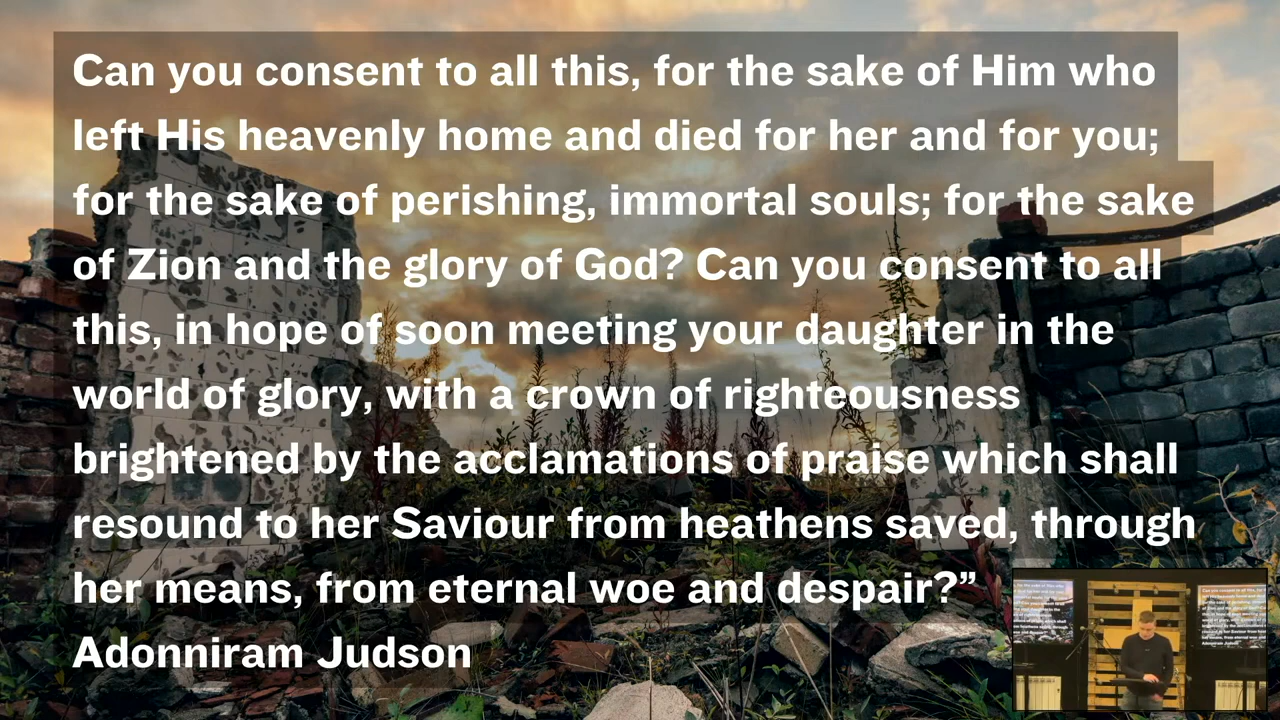 Can you consent to all this, for the sake of Him who
left His heavenly home and died for her and for you;
for the sake of perishing, immortal souls; for the sake
of Zion and the glory of God? Can you consent to all
this, in hope of soon meeting your daughter in the
world of glory, with a crown of righteousness
brightened by the acclamations of praise which shall
resound to her Saviour from heathens saved, through
her means, from eternal woe and despair?”
Adonniram Judson